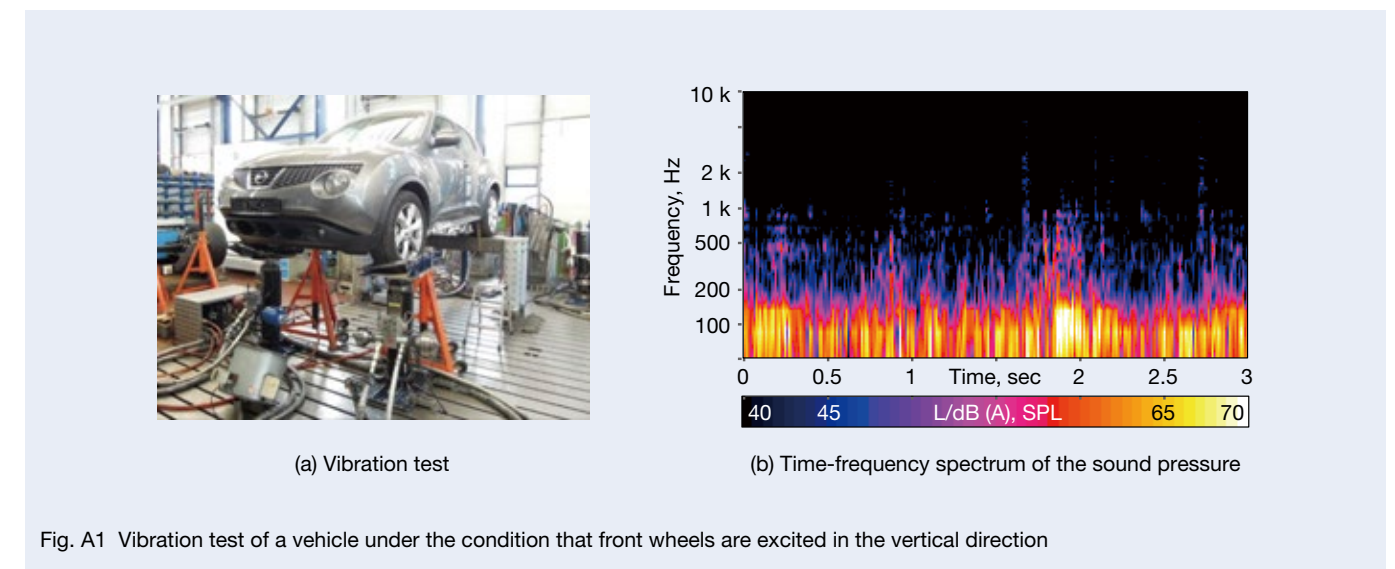 10 k
2 k
1 k
500
200
100
Frequency, Hz
0 0.5 1 Time, sec 2 2.5 3
40 45 L/dB (A), SPL 65 70
(a) Vibration test
(b) Time-frequency spectrum of the sound pressure
Fig. A1 Vibration test of a vehicle under the condition that front wheels are excited in the vertical direction